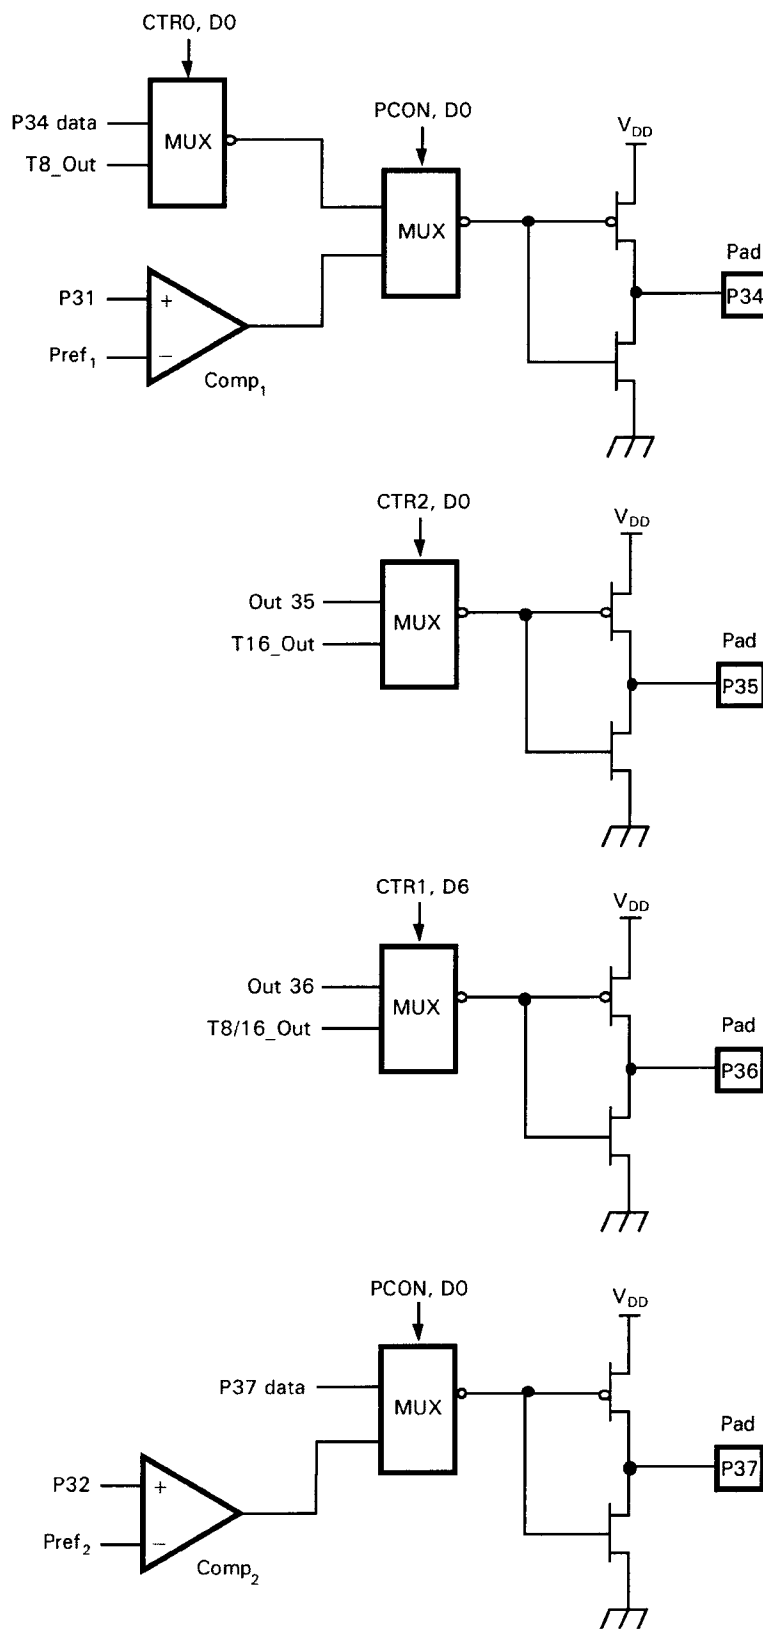 CTR0, D0
P34 data
T8_Out
MUX
PCON, D0
MUX
VDD
Pad
P34
P31
+
Pref1
−
Comp1
CTR2, D0
Out 35
T16_Out
MUX
VDD
Pad
P35
CTR1, D6
Out 36
T8/16_Out
MUX
VDD
Pad
P36
PCON, D0
P37 data
MUX
VDD
Pad
P37
P32
+
Pref2
−
Comp2